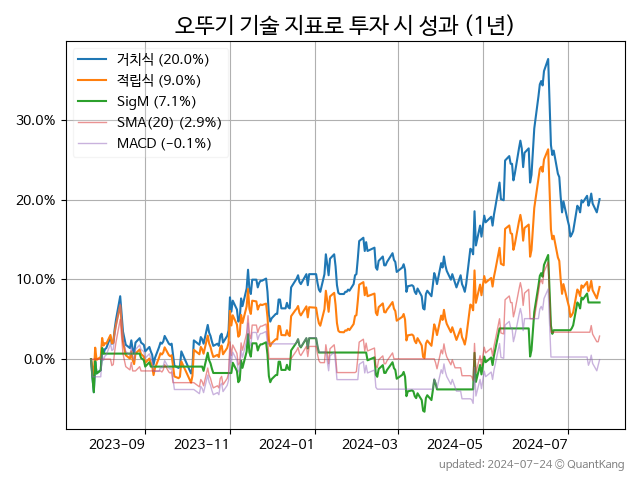 오뚜기 기술 지표로 투자 시 성과 (1년)
거치식 (20.0%)
적립식 (9.0%)
SigM (7.1%)
SMA(20) (2.9%)
MACD (-0.1%)
30.0%
20.0%
10.0%
0.0%
2023-09 2023-11 2024-01 2024-03 2024-05 2024-07
updated: 2024-07-24 © QuantKang